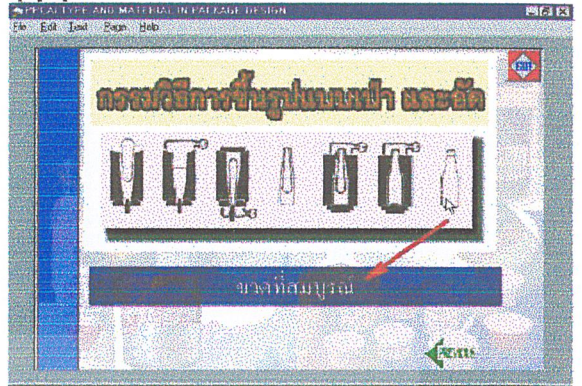 AND MATERIAL IN PACKAGE DESIGN
File Edit Text Page Help
EXIT
กรรมวิธีการขึ้นรูปแบบเป่า และอัด
ขวดที่สมบูรณ์